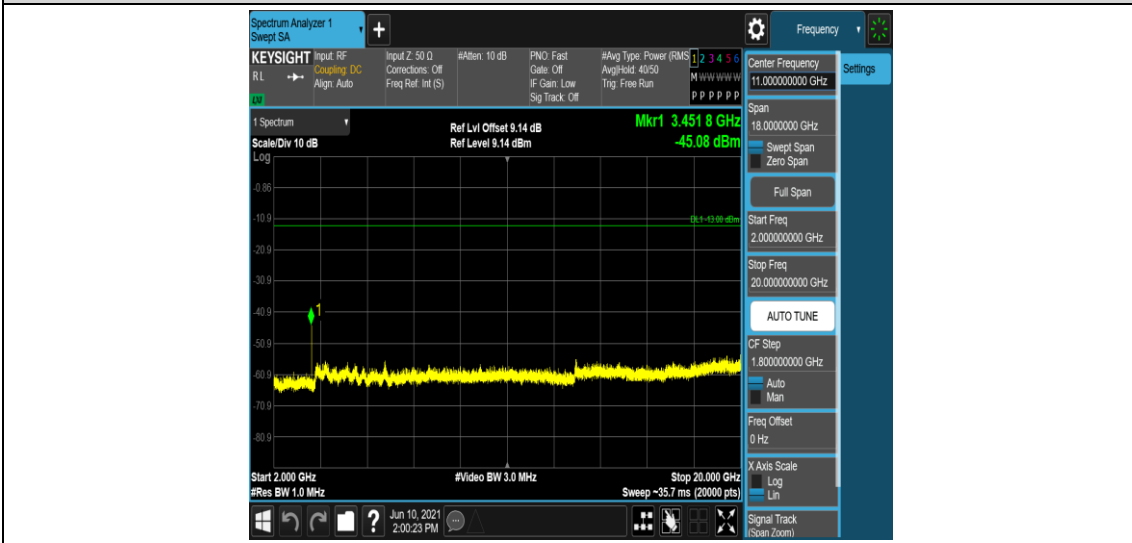 Spectrum Analyzer 1
Swept SA
+
Frequency
KEYSIGHT
RL
Input: RF
Coupling: DC
Align: Auto
Input Z: 50 Ω
Corrections: Off
Freq Ref: Int (S)
#Atten: 10 dB
PNO: Fast
Gate: Off
IF Gain: Low
Sig Track: Off
#Avg Type: Power (RMS
Avg|Hold: 40/50
Trig: Free Run
1 2 3 4 5 6
M W W W W W
P P P P P P
1 Spectrum
Scale/Div 10 dB
Log
Ref Lvl Offset 9.14 dB
Ref Level 9.14 dBm
Mkr1 3.451 8 GHz
-45.08 dBm
-0.86
-10.9
-20.9
-30.9
-40.9
-50.9
-60.9
-70.9
-80.9
DL1 -13.00 dBm
1
Start 2.000 GHz
#Res BW 1.0 MHz
#Video BW 3.0 MHz
Stop 20.000 GHz
Sweep ~35.7 ms (20000 pts)
Center Frequency
11.000000000 GHz
Settings
Span
18.0000000 GHz
Swept Span
Zero Span
Full Span
Start Freq
2.000000000 GHz
Stop Freq
20.000000000 GHz
AUTO TUNE
CF Step
1.800000000 GHz
Auto
Man
Freq Offset
0 Hz
X Axis Scale
Log
Lin
Signal Track
(Span Zoom)
?
Jun 10, 2021
2:00:23 PM